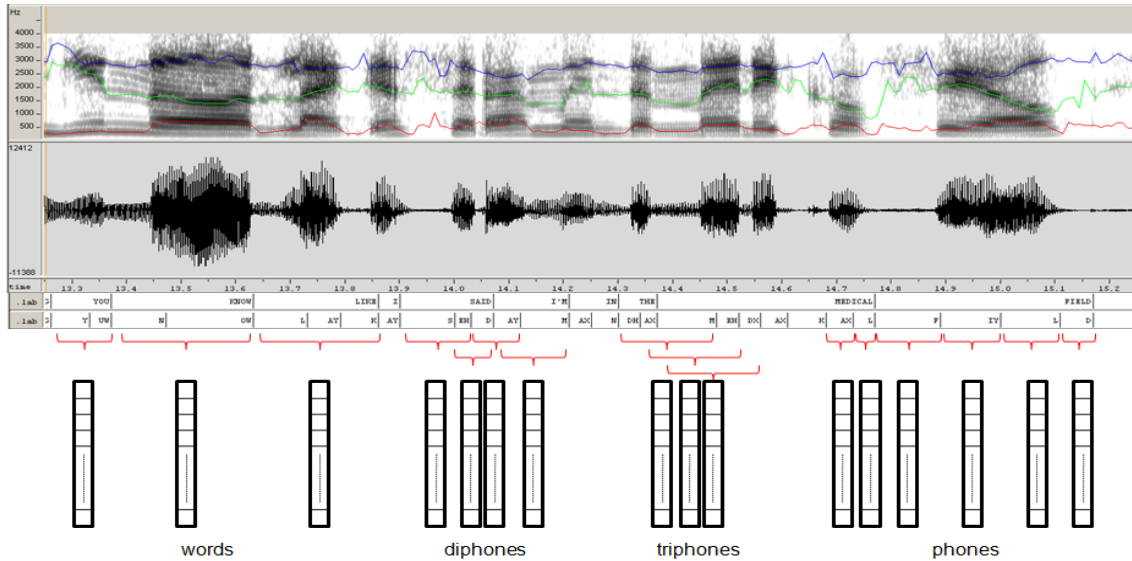 Hz
4000
3500
3000
2500
2000
1500
1000
500
12412
-11388
time 13.3 13.4 13.5 13.6 13.7 13.8 13.9 14.0 14.1 14.2 14.3 14.4 14.5 14.6 14.7 14.8 14.9 15.0 15.1 15.2
.lab YOU KNOW LIKE I SAID I'M IN THE MEDICAL FIELD
.lab Y UW N OW L AY K AY S EH D AY M AX N DH AX M EH DX AX K AX L F IY L D
words diphones triphones phones